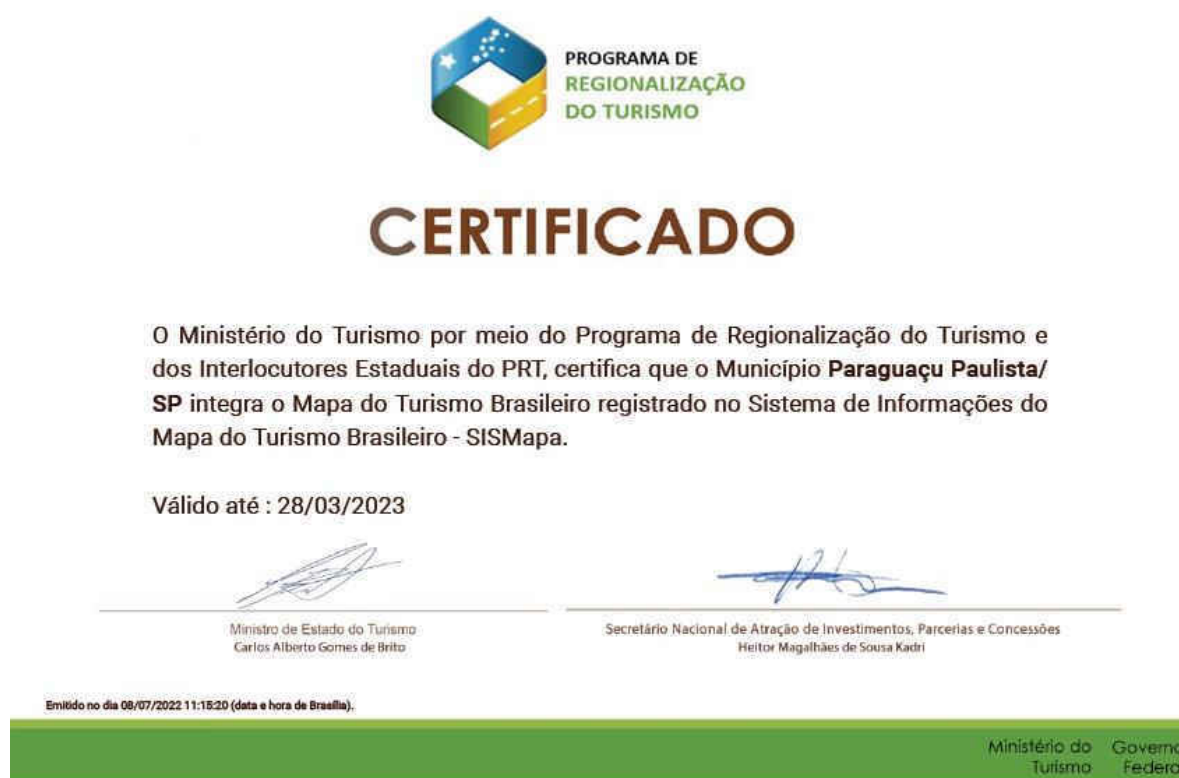 PROGRAMA DE
REGIONALIZAÇÃO
DO TURISMO
CERTIFICADO
O Ministério do Turismo por meio do Programa de Regionalização do Turismo e
dos Interlocutores Estaduais do PRT, certifica que o Município Paraguaçu Paulista/
SP integra o Mapa do Turismo Brasileiro registrado no Sistema de Informações do
Mapa do Turismo Brasileiro - SISMapa.
Válido até : 28/03/2023
Ministro de Estado do Turismo
Carlos Alberto Gomes de Brito
Secretário Nacional de Atração de Investimentos, Parcerias e Concessões
Heitor Magalhães de Sousa Kadri
Emitido no dia 08/07/2022 11:15:20 (data e hora de Brasília).
Ministério do
Turismo
Governo
Federal